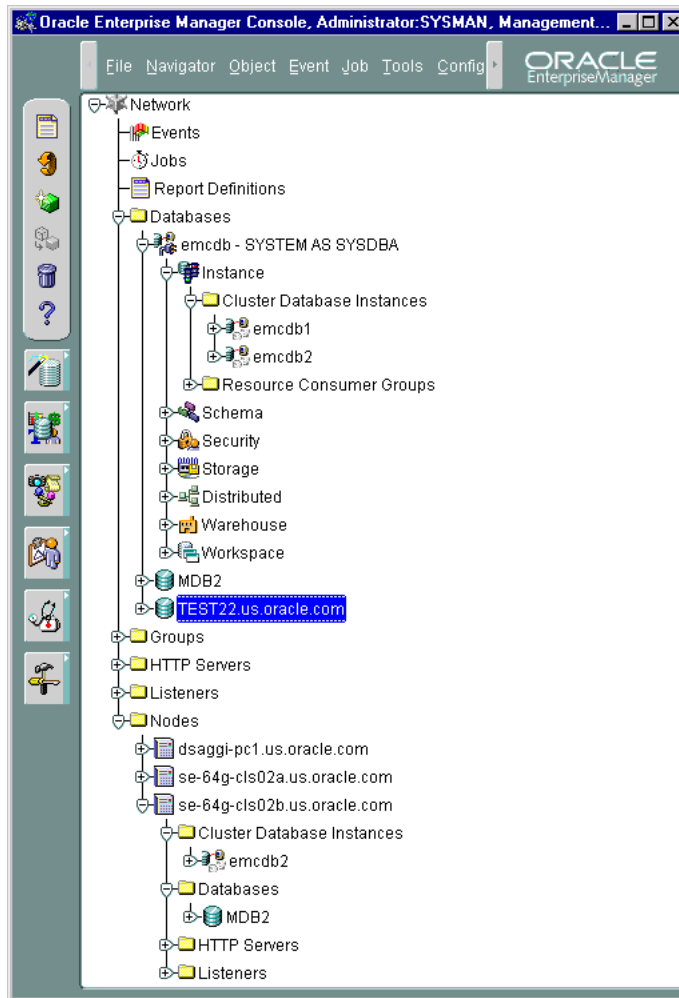 Oracle Enterprise Manager Console, Administrator:SYSMAN, Management...
File Navigator Object Event Job Tools Config
ORACLE
EnterpriseManager
Network
Events
Jobs
Report Definitions
Databases
emcdb - SYSTEM AS SYSDBA
Instance
Cluster Database Instances
emcdb1
emcdb2
Resource Consumer Groups
Schema
Security
Storage
Distributed
Warehouse
Workspace
MDB2
TEST22.us.oracle.com
Groups
HTTP Servers
Listeners
Nodes
dsaggi-pc1.us.oracle.com
se-64g-cls02a.us.oracle.com
se-64g-cls02b.us.oracle.com
Cluster Database Instances
emcdb2
Databases
MDB2
HTTP Servers
Listeners